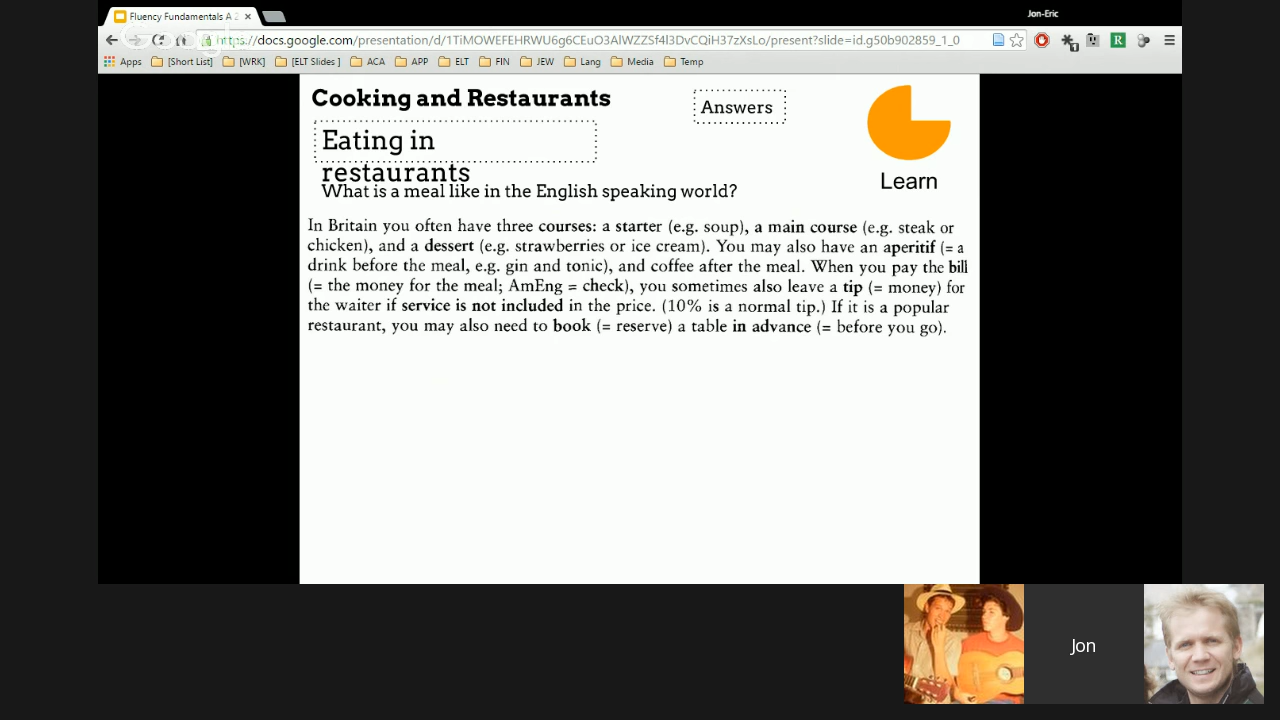 Fluency Fundamentals A 2
Jon-Eric
https://docs.google.com/presentation/d/1TiMOWEFEHRWU6g6CEuO3AlWZZSf4l3DvCQiH37zXsLo/present?slide=id.g50b902859_1_0
Apps [Short List] [WRK] [ELT Slides ] ACA APP ELT FIN JEW Lang Media Temp
Cooking and Restaurants
Answers
Eating in
restaurants
Learn
What is a meal like in the English speaking world?
In Britain you often have three courses: a starter (e.g. soup), a main course (e.g. steak or
chicken), and a dessert (e.g. strawberries or ice cream). You may also have an aperitif (= a
drink before the meal, e.g. gin and tonic), and coffee after the meal. When you pay the bill
(= the money for the meal; AmEng = check), you sometimes also leave a tip (= money) for
the waiter if service is not included in the price. (10% is a normal tip.) If it is a popular
restaurant, you may also need to book (= reserve) a table in advance (= before you go).
Jon